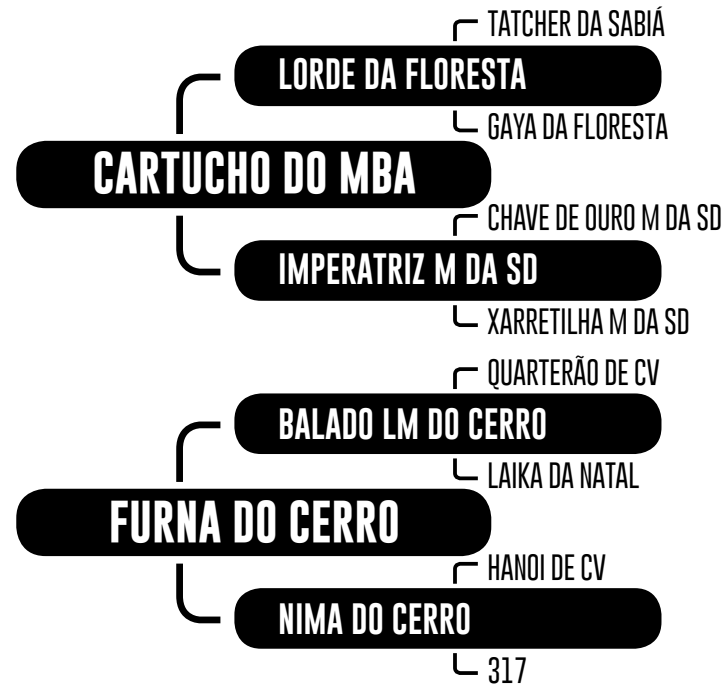 TATCHER DA SABIÁ
LORDE DA FLORESTA
GAYA DA FLORESTA
CARTUCHO DO MBA
CHAVE DE OURO M DA SD
IMPERATRIZ M DA SD
XARRETILHA M DA SD
QUARTERÃO DE CV
BALADO LM DO CERRO
LAIKA DA NATAL
FURNA DO CERRO
HANOI DE CV
NIMA DO CERRO
317